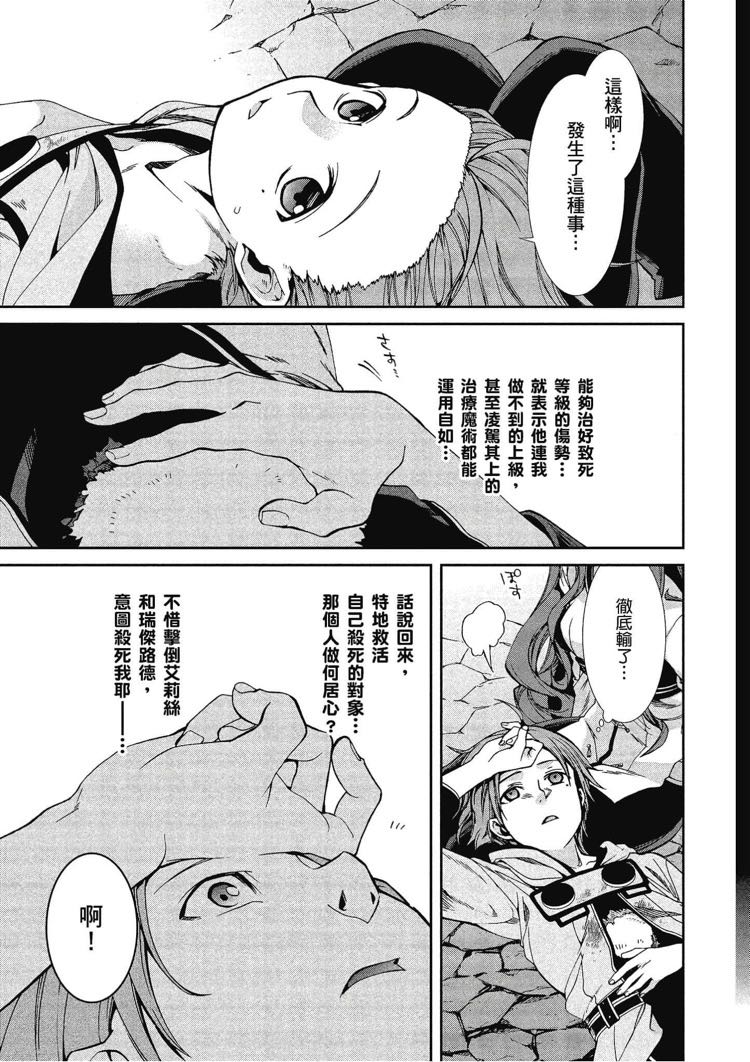 這樣啊…
發生了這種事…
能夠治好致死
等級的傷勢…
就表示他連我
做不到的上級，
甚至凌駕其上的
治療魔術都能
運用自如…
さす…
徹底輸了…
ぽす
話說回來，
特地救活
自己殺死的對象…
那個人做何居心？
不惜擊倒艾莉絲
和瑞傑路德，
意圖殺死我耶——…
啊！